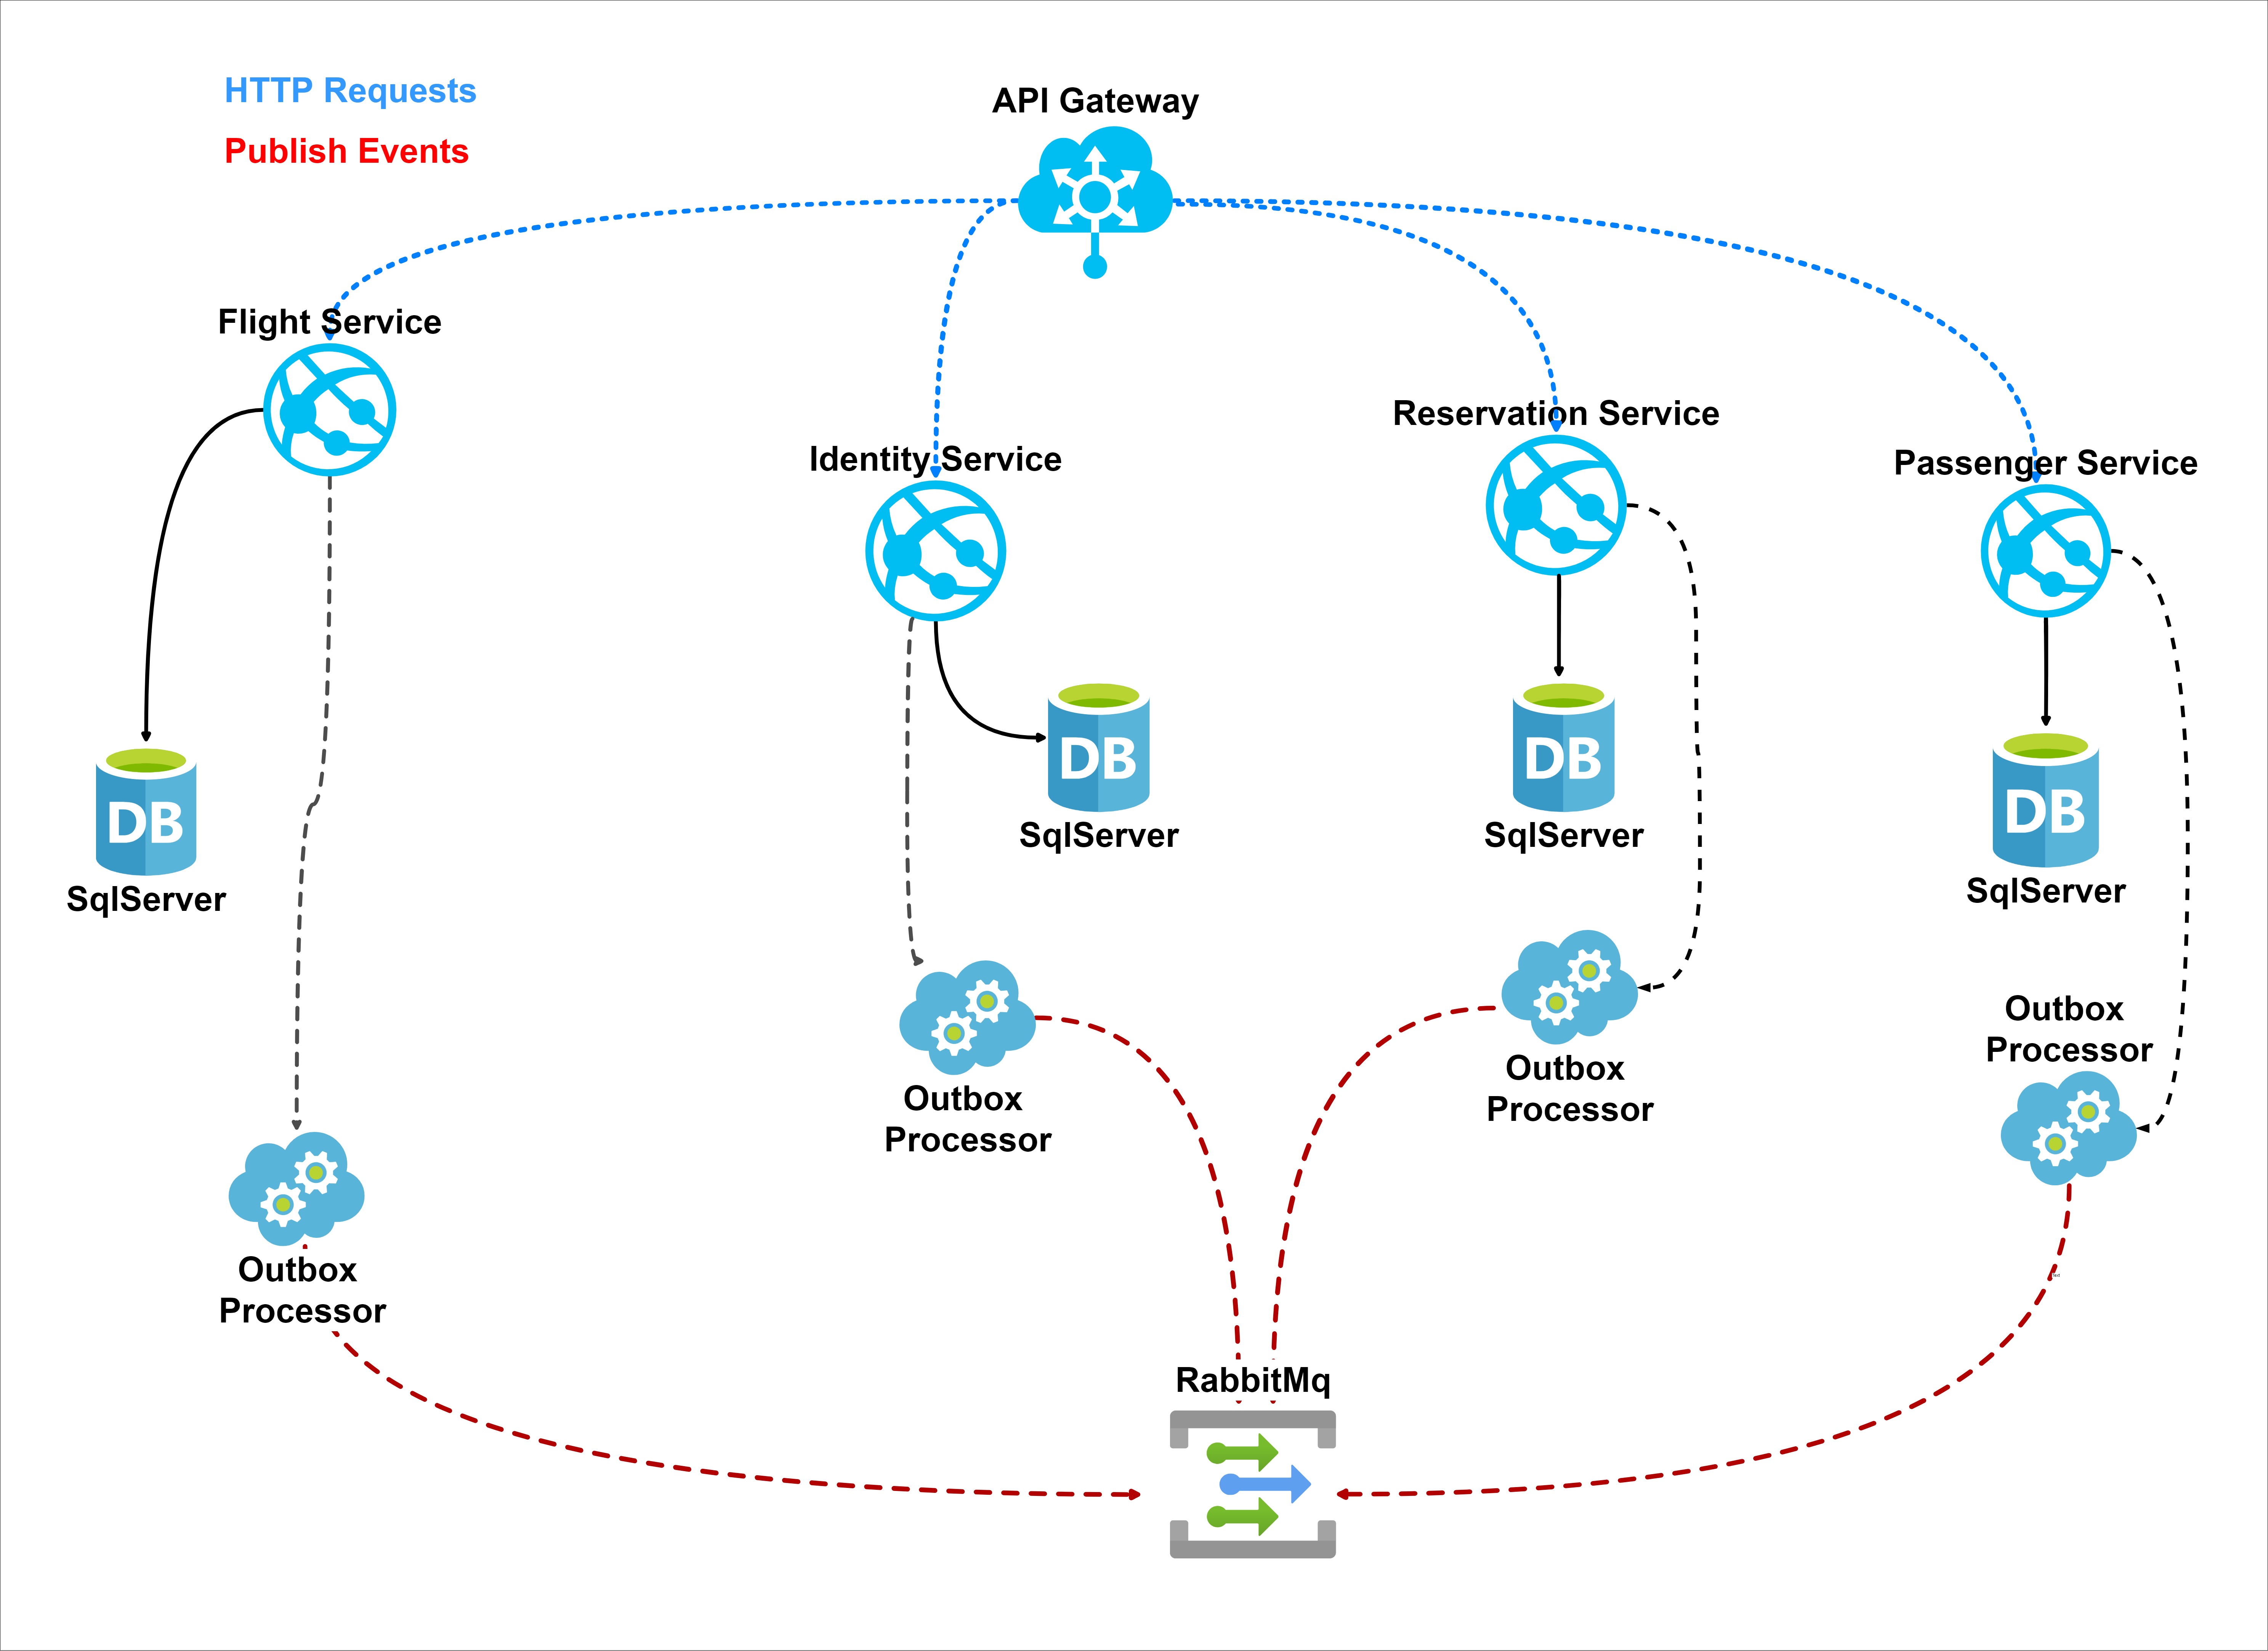 HTTP Requests
Publish Events
API Gateway
Flight Service
Identity Service
Reservation Service
Passenger Service
DB
SqlServer
DB
SqlServer
DB
SqlServer
DB
SqlServer
Outbox
Processor
Outbox
Processor
Outbox
Processor
Outbox
Processor
RabbitMq